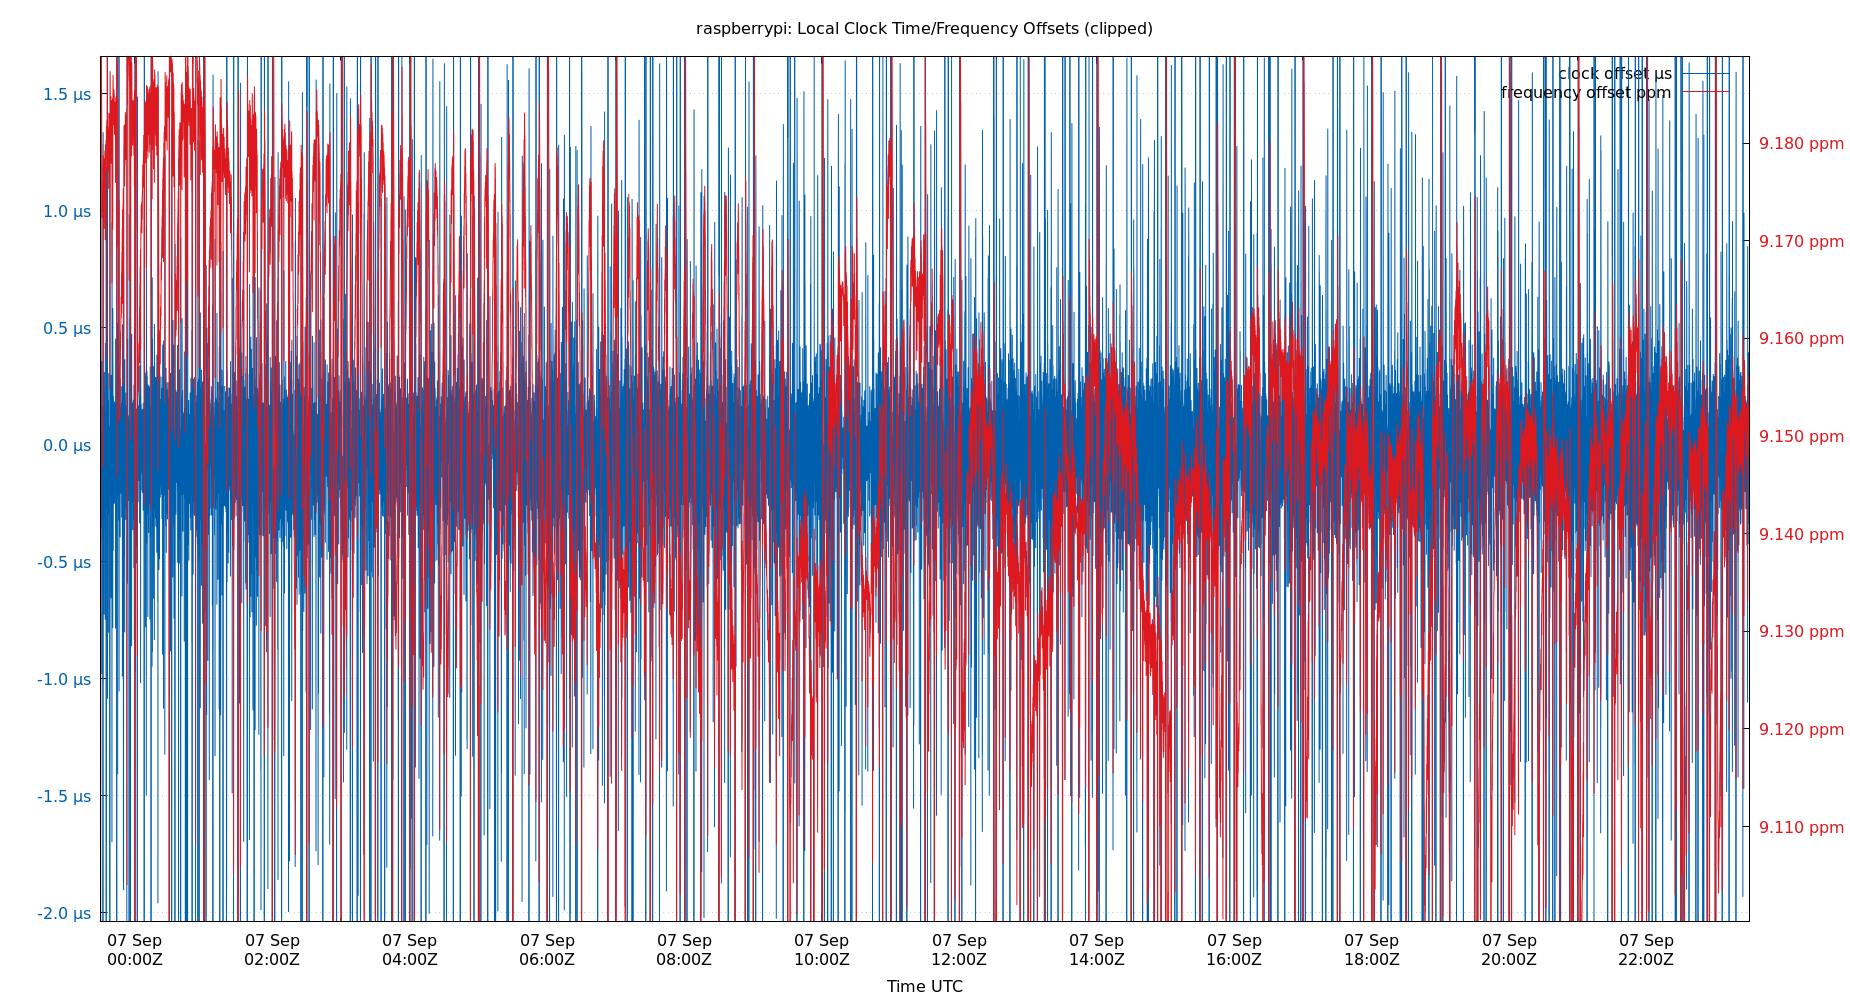 raspberrypi: Local Clock Time/Frequency Offsets (clipped)
clock offset µs
frequency offset ppm
1.5 µs
1.0 µs
0.5 µs
0.0 µs
-0.5 µs
-1.0 µs
-1.5 µs
-2.0 µs
9.180 ppm
9.170 ppm
9.160 ppm
9.150 ppm
9.140 ppm
9.130 ppm
9.120 ppm
9.110 ppm
07 Sep 07 Sep 07 Sep 07 Sep 07 Sep 07 Sep 07 Sep 07 Sep 07 Sep 07 Sep 07 Sep 07 Sep
00:00Z 02:00Z 04:00Z 06:00Z 08:00Z 10:00Z 12:00Z 14:00Z 16:00Z 18:00Z 20:00Z 22:00Z
Time UTC